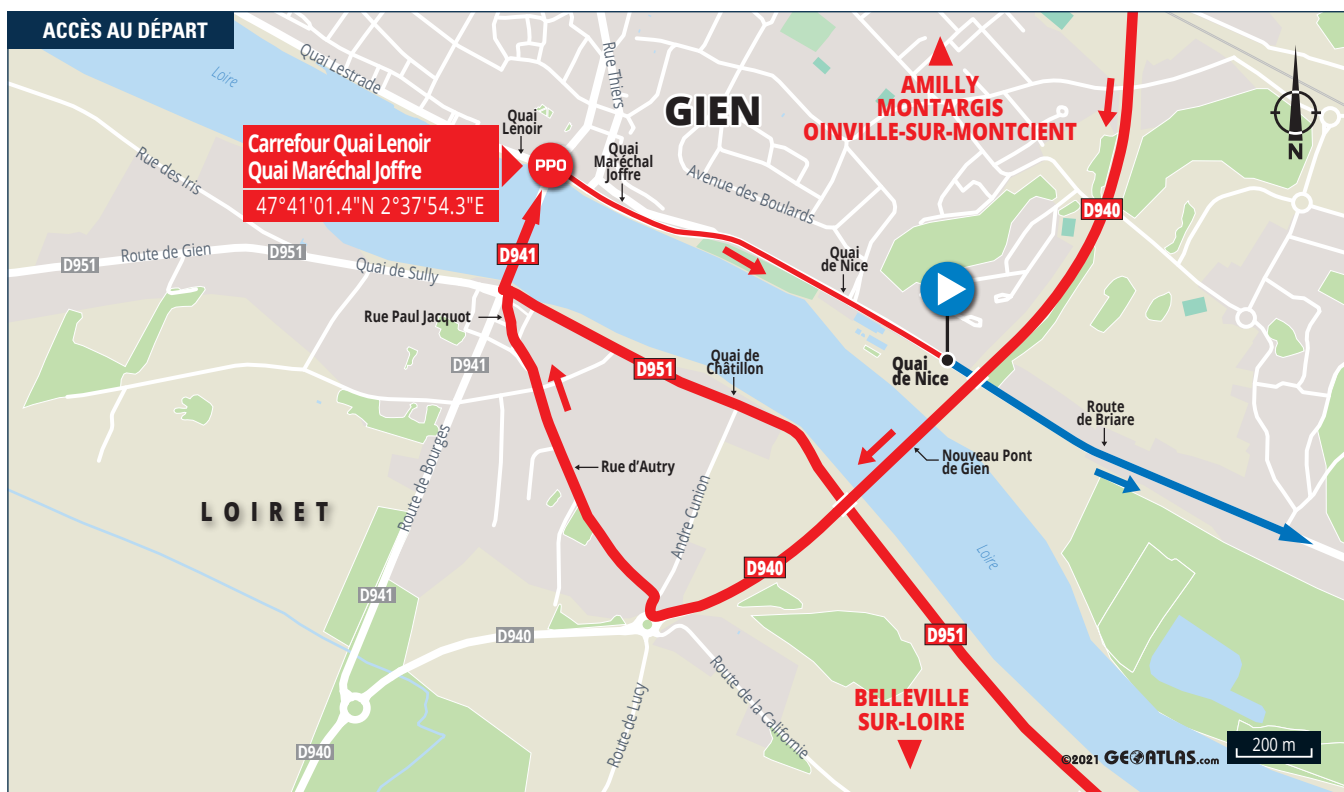 ACCÈS AU DÉPART
Loire
Quai Lestrade
Rue Thiers
GIEN
AMILLY
MONTARGIS
OINVILLE-SUR-MONTCIENT
N
Quai
Lenoir
Carrefour Quai Lenoir
Quai Maréchal Joffre
47°41'01.4"N 2°37'54.3"E
PPO
Quai
Maréchal
Joffre
Avenue des Boulards
Rue des Iris
D940
Route de Gien
D951
D951
Quai de Sully
D941
Quai
de Nice
Rue Paul Jacquot
D941
D951
Quai de
Châtillon
Quai
de Nice
Route
de Briare
Route de Bourges
Rue d'Autry
Nouveau Pont
de Gien
LOIRET
Andre Cunion
Loire
D940
D941
D940
D951
Route de Lucy
Route de la Californie
BELLEVILLE
SUR-LOIRE
D940
©2021 GEOATLAS.com
200 m